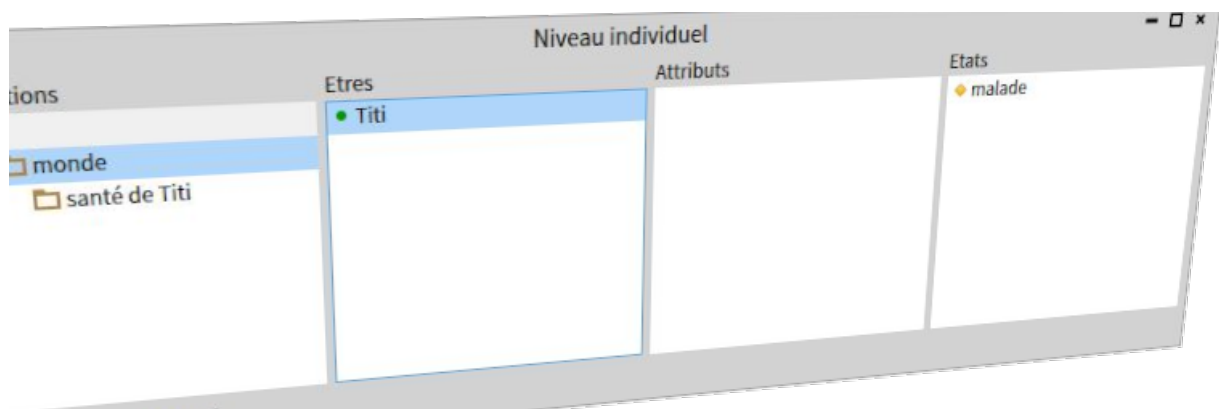 Niveau individuel
tions
Etres
Attributs
Etats
Titi
malade
monde
santé de Titi